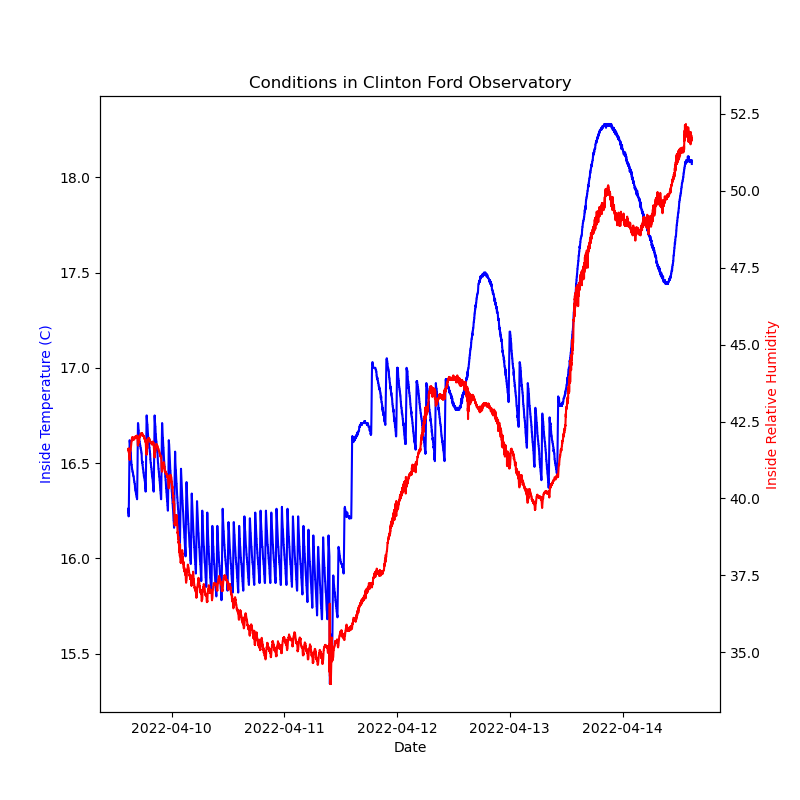 Conditions in Clinton Ford Observatory
Inside Temperature (C)
18.0
17.5
17.0
16.5
16.0
15.5
52.5
50.0
47.5
45.0
42.5
40.0
37.5
35.0
Inside Relative Humidity
2022-04-10 2022-04-11 2022-04-12 2022-04-13 2022-04-14
Date